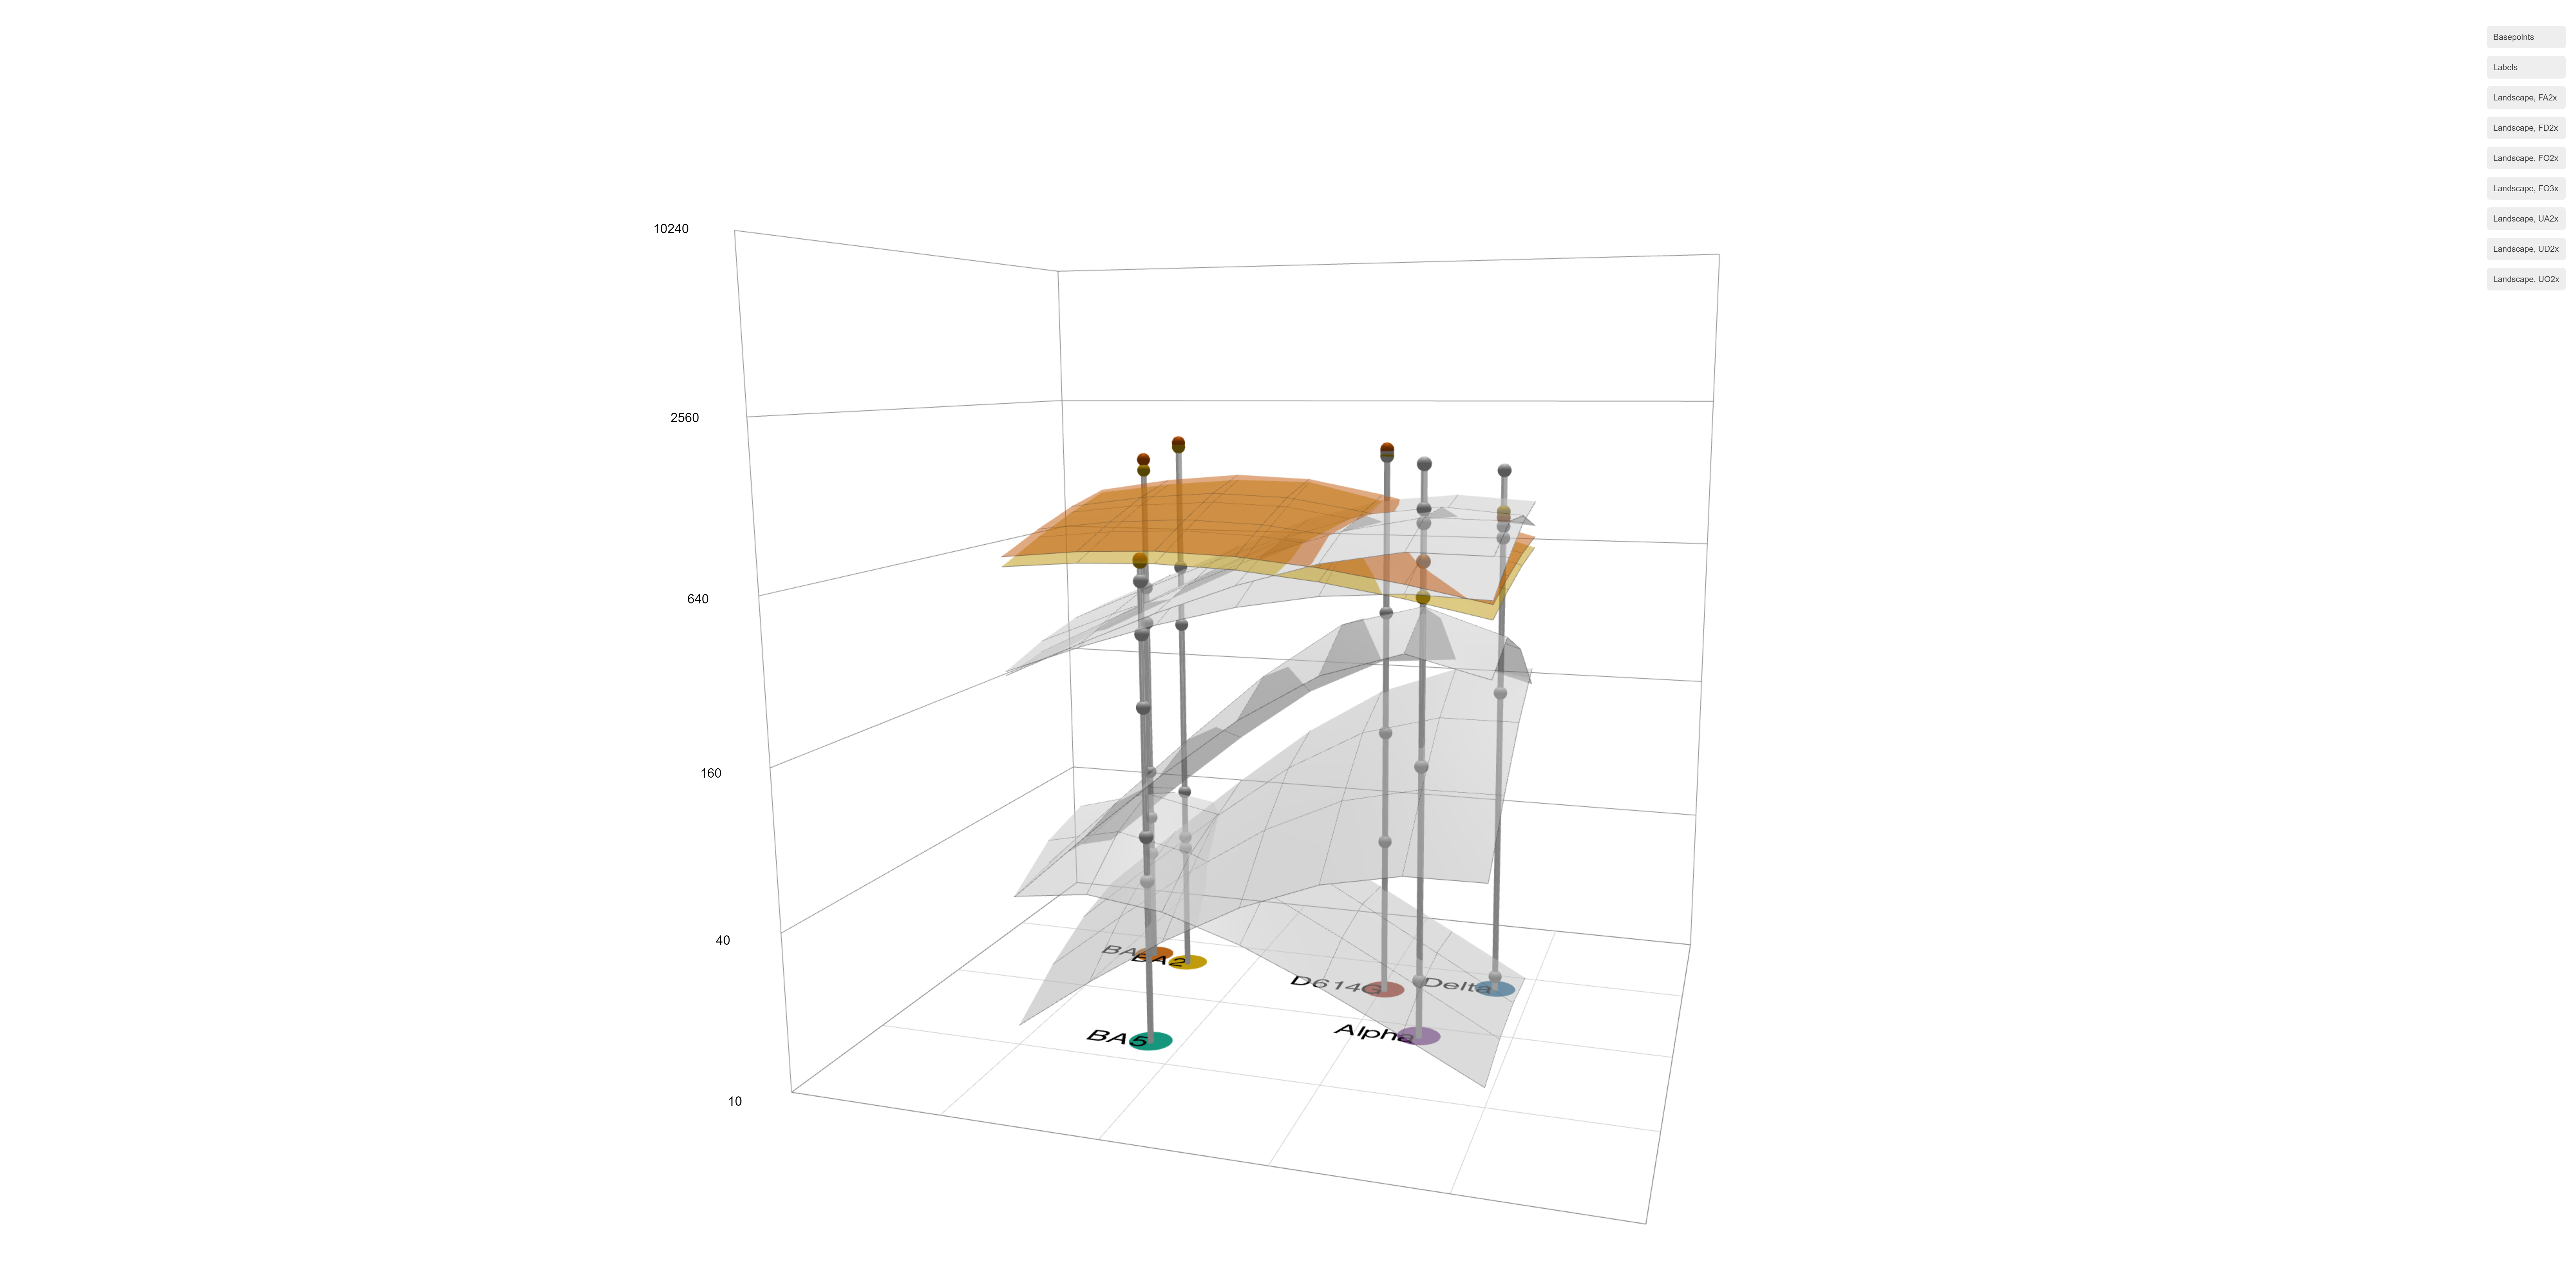 Basepoints
Labels
Landscape, FA2x
Landscape, FD2x
Landscape, FO2x
Landscape, FO3x
Landscape, UA2x
Landscape, UD2x
Landscape, UO2x
10240
2560
640
160
40
10
BA2
D614G
Delta
Alpha
BA5